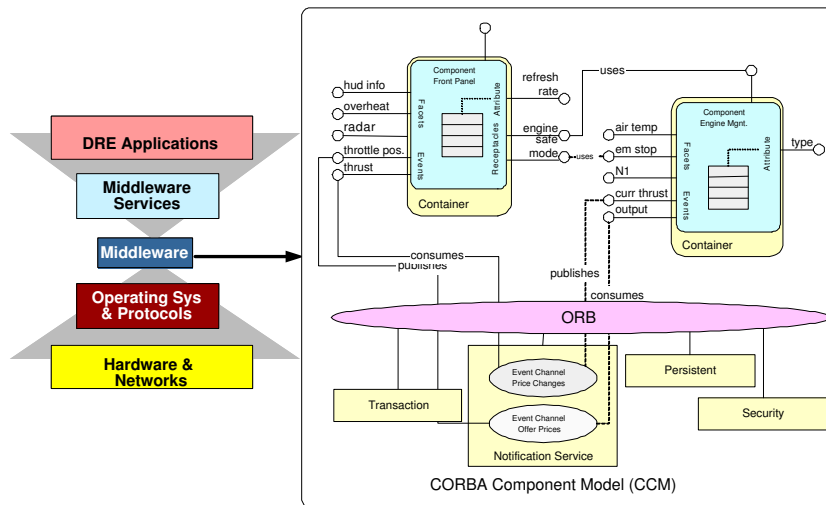 DRE Applications
Middleware
Services
Middleware
Operating Sys
& Protocols
Hardware &
Networks
Component
Front Panel
hud info
overheat
radar
throttle pos.
thrust
Facets
Events
Attribute
Receptacles
refresh
rate
engine
safe
mode
Container
uses
uses
Component
Engine Mgnt.
air temp
em stop
N1
curr thrust
output
Facets
Events
Attribute
type
Container
consumes
publishes
publishes
consumes
ORB
Event Channel
Price Changes
Event Channel
Offer Prices
Notification Service
Transaction
Persistent
Security
CORBA Component Model (CCM)